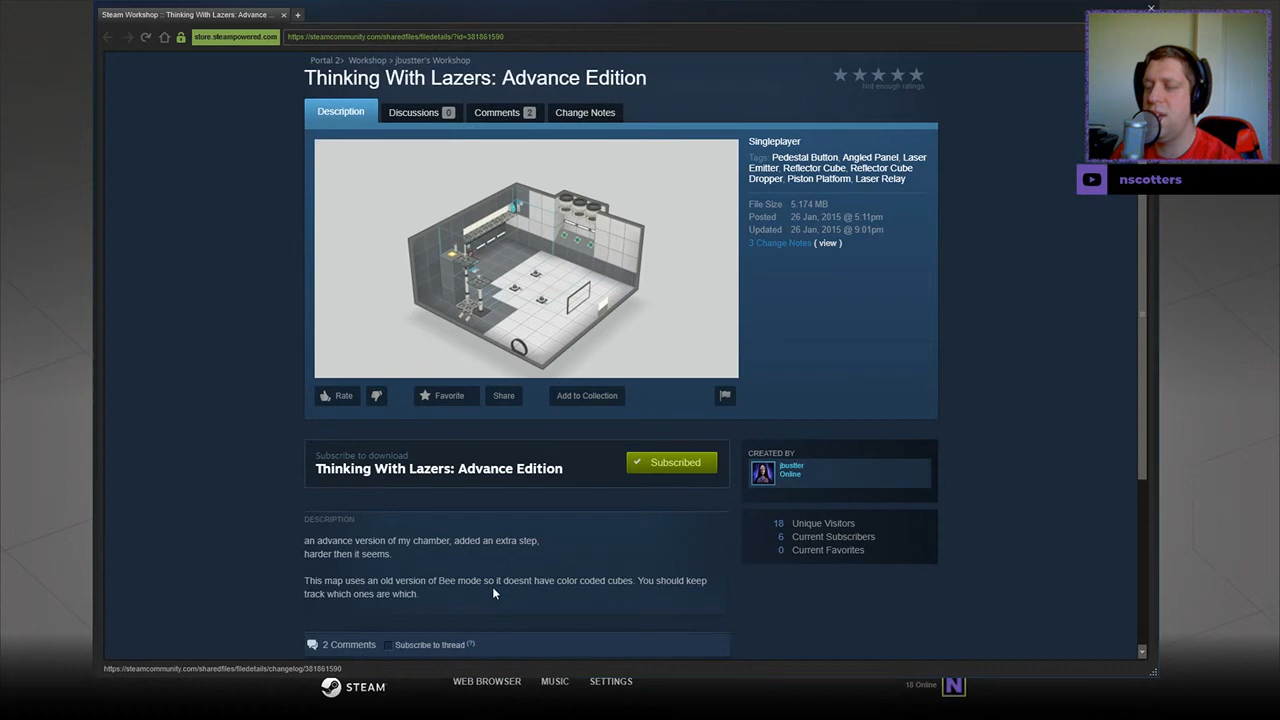 Steam Workshop :: Thinking With Lazers: Advance ...
store.steampowered.com
https://steamcommunity.com/sharedfiles/filedetails/?id=381861590
Portal 2> Workshop > jbustter's Workshop
Thinking With Lazers: Advance Edition
Not enough ratings
Description
Discussions 0
Comments 2
Change Notes
Singleplayer
Tags: Pedestal Button, Angled Panel, Laser
Emitter, Reflector Cube, Reflector Cube
Dropper, Piston Platform, Laser Relay
File Size 5.174 MB
Posted 26 Jan, 2015 @ 5:11pm
Updated 26 Jan, 2015 @ 9:01pm
3 Change Notes ( view )
nscotters
Rate
Favorite
Share
Add to Collection
Subscribe to download
Thinking With Lazers: Advance Edition
Subscribed
CREATED BY
jbustter
Online
18 Unique Visitors
6 Current Subscribers
0 Current Favorites
DESCRIPTION
an advance version of my chamber, added an extra step,
harder then it seems.
This map uses an old version of Bee mode so it doesnt have color coded cubes. You should keep
track which ones are which.
2 Comments
Subscribe to thread (?)
https://steamcommunity.com/sharedfiles/filedetails/changelog/381861590
STEAM
WEB BROWSER
MUSIC
SETTINGS
18 Online
N